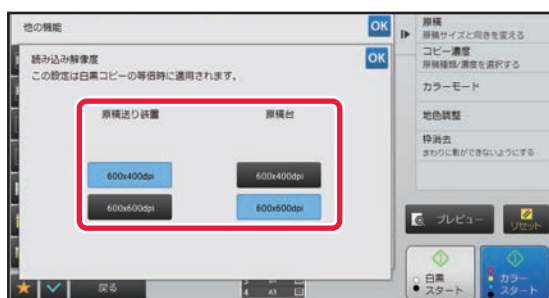 他の機能
OK
読み込み解像度
OK
この設定は白黒コピーの等倍時に適用されます。
原稿送り装置
原稿台
600x400dpi
600x400dpi
600x600dpi
600x600dpi
戻る
原稿
原稿サイズと向きを変える
コピー濃度
原稿種類/濃度を選択する
カラーモード
地色調整
枠消去
まわりに影ができないようにする
プレビュー
リセット
白黒
スタート
カラー
スタート